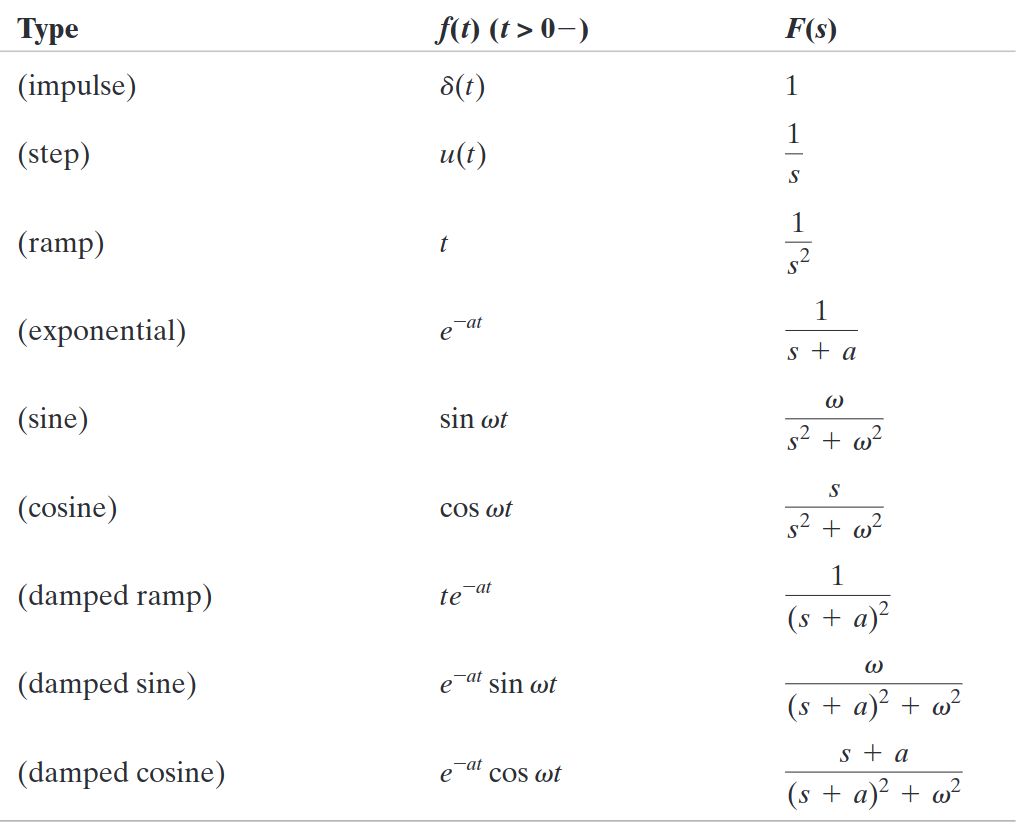 Type f(t) (t > 0−) F(s)
(impulse) δ(t) 1
(step) u(t) 1/s
(ramp) t 1/s²
(exponential) e⁻ᵃᵗ 1/(s + a)
(sine) sin ωt ω/(s² + ω²)
(cosine) cos ωt s/(s² + ω²)
(damped ramp) te⁻ᵃᵗ 1/(s + a)²
(damped sine) e⁻ᵃᵗ sin ωt ω/((s + a)² + ω²)
(damped cosine) e⁻ᵃᵗ cos ωt (s + a)/((s + a)² + ω²)